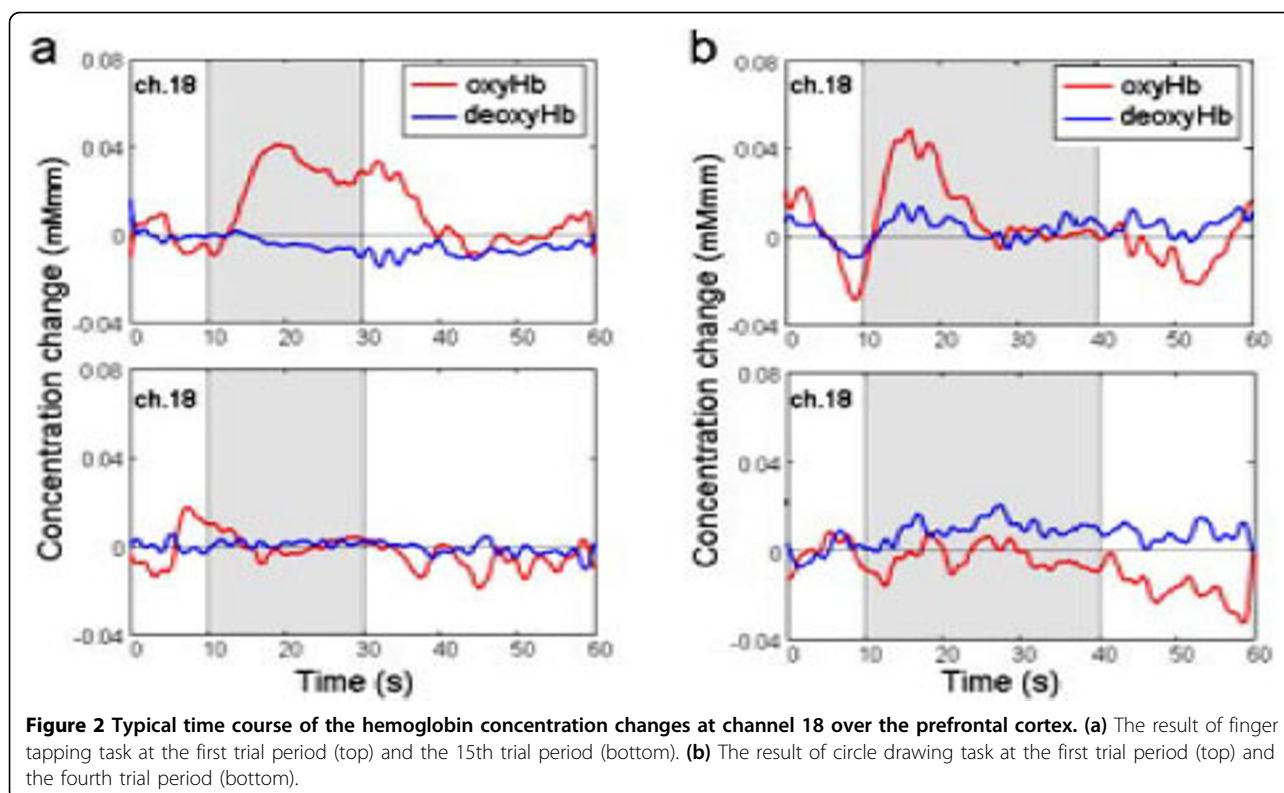 a
0.08
ch.18
oxyHb
deoxyHb
0.04
0
-0.04
0 10 20 30 40 50 60
0.08
ch.18
0.04
0
-0.04
0 10 20 30 40 50 60
Concentration change (mMmm)
Time (s)
b
0.08
ch.18
oxyHb
deoxyHb
0.04
0
-0.04
0 10 20 30 40 50 60
0.08
ch.18
0.04
0
-0.04
0 10 20 30 40 50 60
Concentration change (mMmm)
Time (s)
Figure 2 Typical time course of the hemoglobin concentration changes at channel 18 over the prefrontal cortex. (a) The result of finger
tapping task at the first trial period (top) and the 15th trial period (bottom). (b) The result of circle drawing task at the first trial period (top) and
the fourth trial period (bottom).